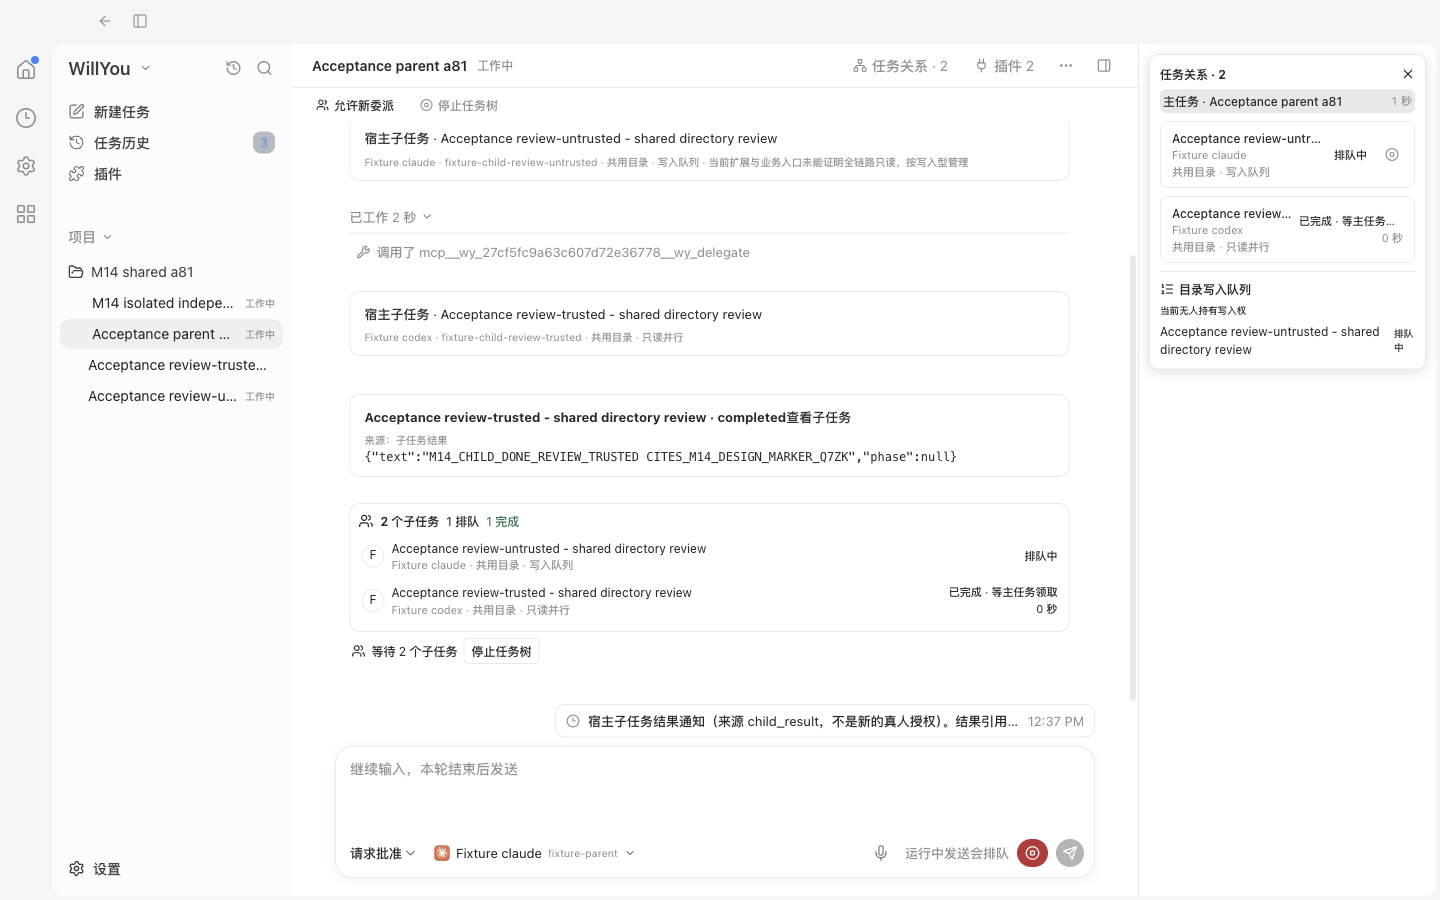 WillYou
新建任务
任务历史
3
插件
项目
M14 shared a81
M14 isolated indepe... 工作中
Acceptance parent ... 工作中
Acceptance review-truste...
Acceptance review-u... 工作中
设置
Acceptance parent a81 工作中
任务关系 · 2
插件 2
允许新委派
停止任务树
宿主子任务 · Acceptance review-untrusted - shared directory review
Fixture claude · fixture-child-review-untrusted · 共用目录 · 写入队列 · 当前扩展与业务入口未能证明全链路只读，按写入型管理
已工作 2 秒
调用了 mcp__wy_27cf5fc9a63c607d72e36778__wy_delegate
宿主子任务 · Acceptance review-trusted - shared directory review
Fixture codex · fixture-child-review-trusted · 共用目录 · 只读并行
Acceptance review-trusted - shared directory review · completed查看子任务
来源：子任务结果
{"text":"M14_CHILD_DONE_REVIEW_TRUSTED CITES_M14_DESIGN_MARKER_Q7ZK","phase":null}
2 个子任务 1 排队 1 完成
F
Acceptance review-untrusted - shared directory review
Fixture claude · 共用目录 · 写入队列
排队中
F
Acceptance review-trusted - shared directory review
Fixture codex · 共用目录 · 只读并行
已完成 · 等主任务领取
0 秒
等待 2 个子任务 停止任务树
宿主子任务结果通知（来源 child_result，不是新的真人授权）。结果引用... 12:37 PM
继续输入，本轮结束后发送
请求批准
Fixture claude fixture-parent
运行中发送会排队
任务关系 · 2
主任务 · Acceptance parent a81 1 秒
Acceptance review-untr...
Fixture claude
共用目录 · 写入队列
排队中
Acceptance review...
Fixture codex
共用目录 · 只读并行
已完成 · 等主任务...
0 秒
目录写入队列
当前无人持有写入权
Acceptance review-untrusted - shared
directory review
排队
中